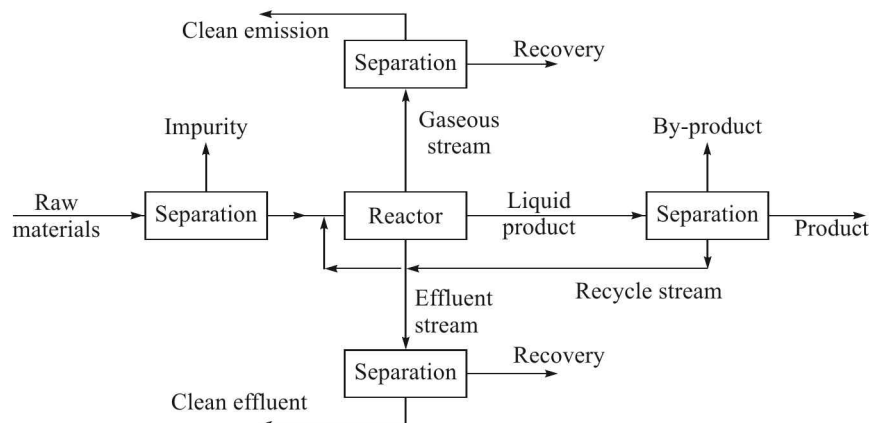 Clean emission
Separation
Recovery
Impurity
Gaseous
stream
By-product
Raw
materials
Separation
Reactor
Liquid
product
Separation
Product
Recycle stream
Effluent
stream
Separation
Recovery
Clean effluent